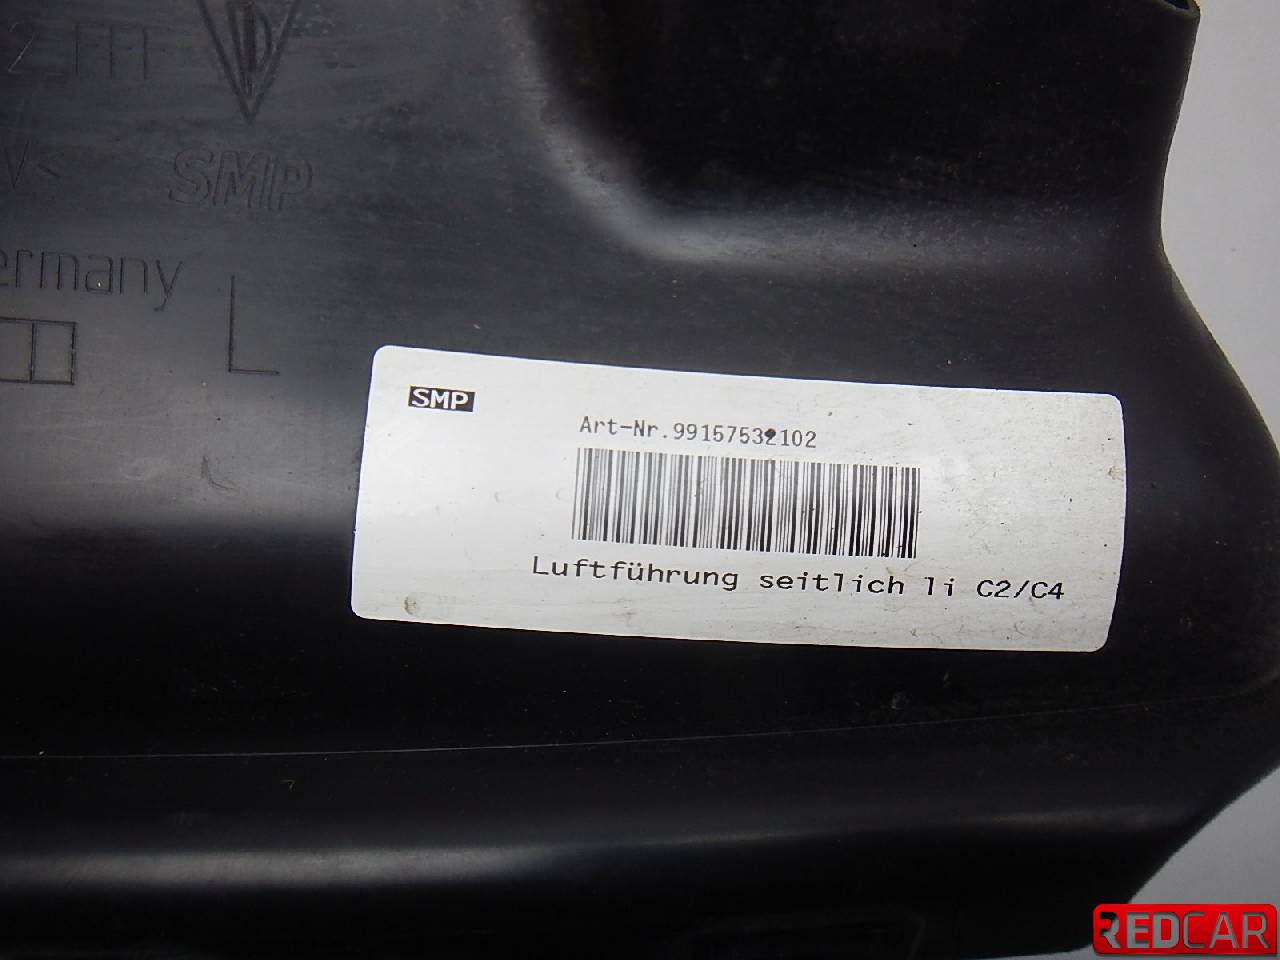 SMP
ermany
L
SMP
Art-Nr.99157532102
Luftführung seitlich li C2/C4
REDCAR